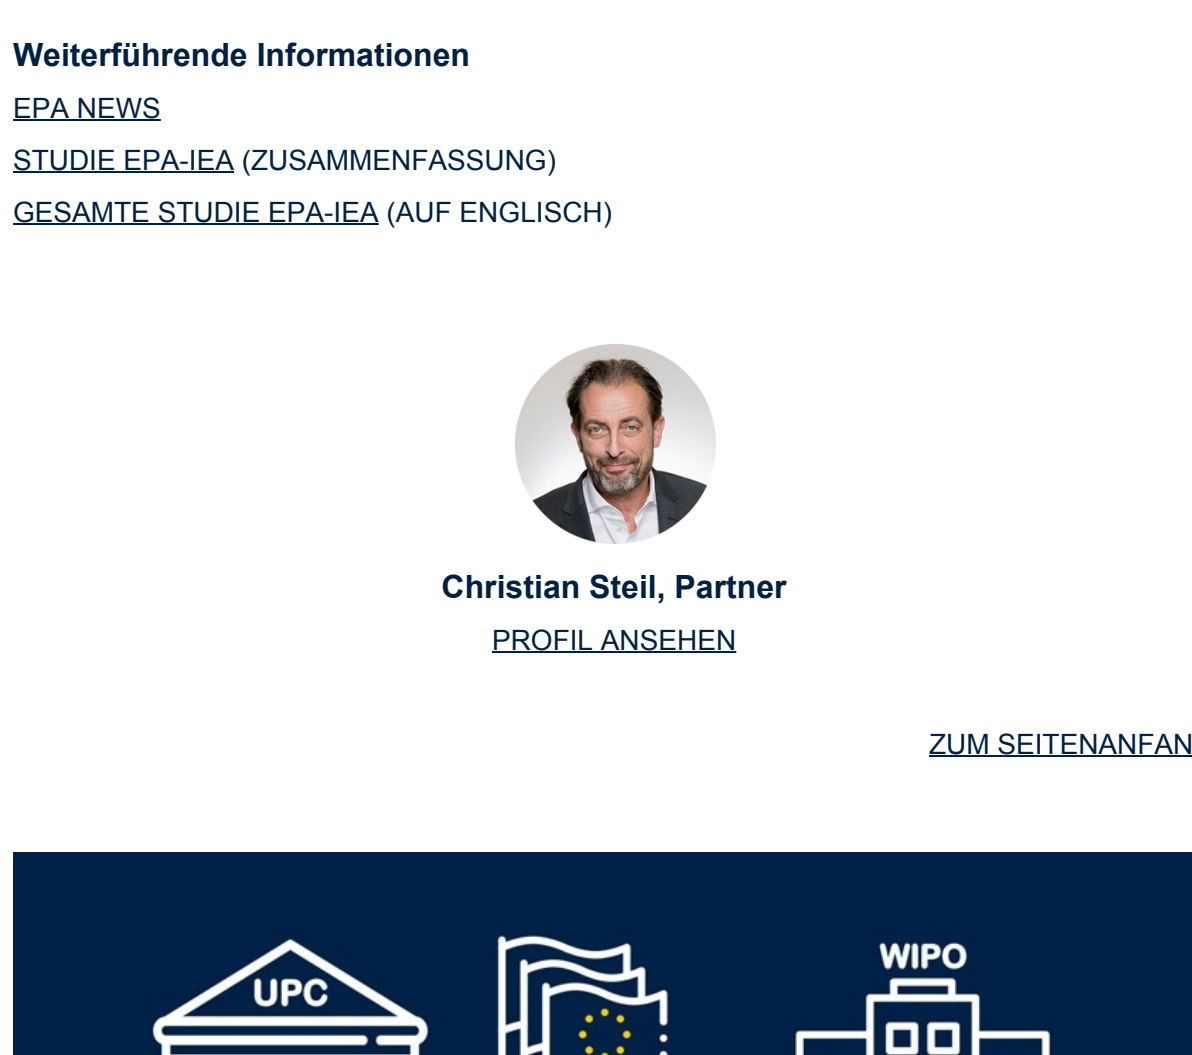 Weiterführende Informationen
EPA NEWS
STUDIE EPA-IEA (ZUSAMMENFASSUNG)
GESAMTE STUDIE EPA-IEA (AUF ENGLISCH)
Christian Steil, Partner
PROFIL ANSEHEN
ZUM SEITENANFAN
UPC
WIPO